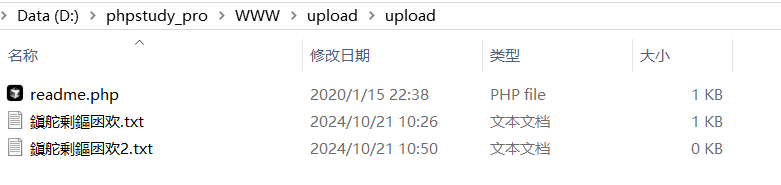 Data (D:) > phpstudy_pro > WWW > upload > upload
名称 修改日期 类型 大小
readme.php 2020/1/15 22:38 PHP file 1 KB
鎭舵剰鏂囦欢.txt 2024/10/21 10:26 文本文档 1 KB
鎭舵剰鏂囦欢2.txt 2024/10/21 10:50 文本文档 0 KB